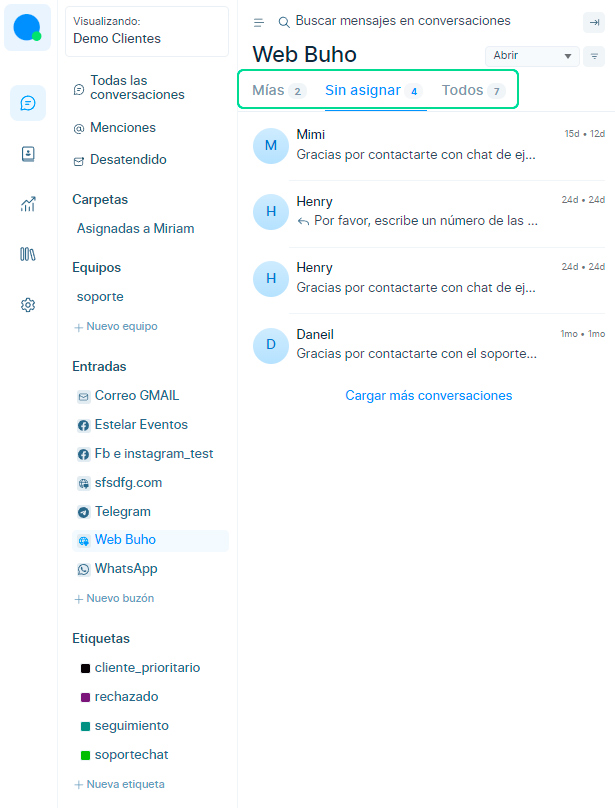 Visualizando:
Demo Clientes
Todas las
conversaciones
Menciones
Desatendido
Carpetas
Asignadas a Miriam
Equipos
soporte
Nuevo equipo
Entradas
Correo GMAIL
Estelar Eventos
Fb e instagram_test
sfsdfg.com
Telegram
Web Buho
WhatsApp
Nuevo buzón
Etiquetas
cliente_prioritario
rechazado
seguimiento
soportechat
Nueva etiqueta
Buscar mensajes en conversaciones
Web Buho
Abrir
Mías 2 Sin asignar 4 Todos 7
M
Mimi
15d • 12d
Gracias por contactarte con chat de ej...
H
Henry
24d • 24d
Por favor, escribe un número de las ...
H
Henry
24d • 24d
Gracias por contactarte con chat de ej...
D
Daneil
1mo • 1mo
Gracias por contactarte con el soporte...
Cargar más conversaciones